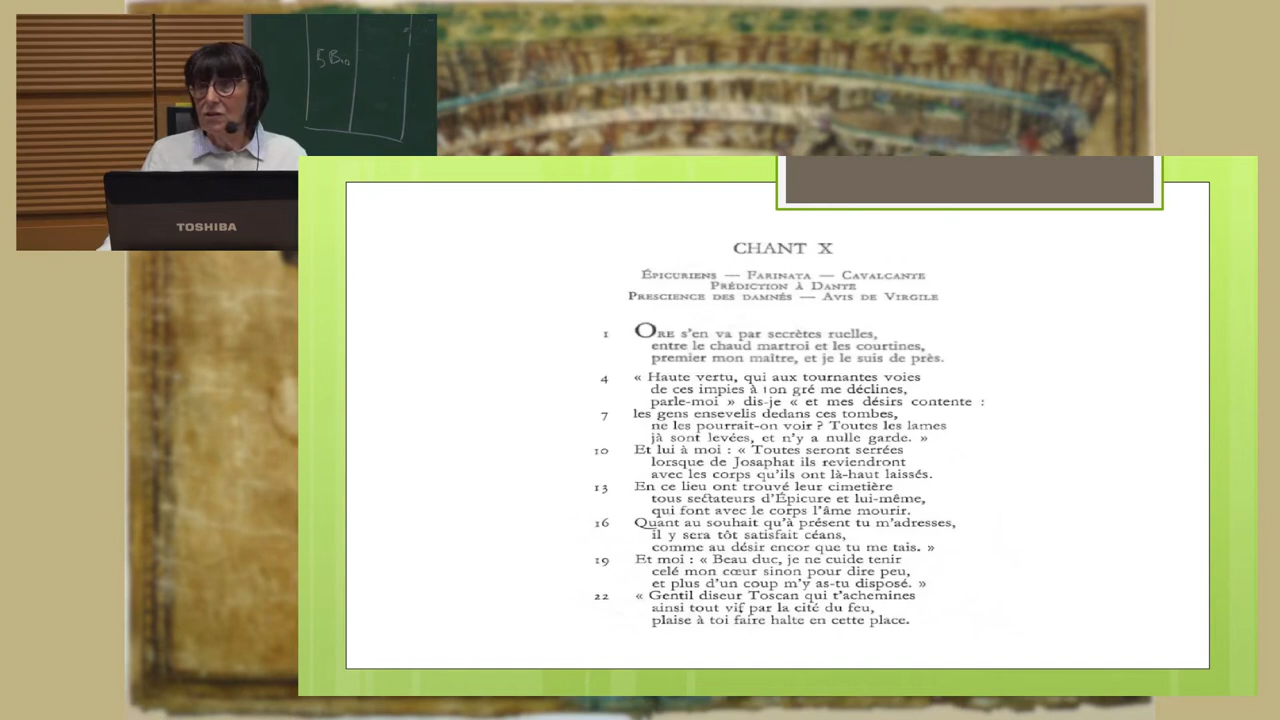 5 Bio
TOSHIBA
CHANT X
ÉPICURIENS — FARINATA — CAVALCANTE
PRÉDICTION À DANTE
PRESCIENCE DES DAMNÉS — AVIS DE VIRGILE
1 ORE s'en va par secrètes ruelles,
entre le chaud martroi et les courtines,
premier mon maître, et je le suis de près.
4 « Haute vertu, qui aux tournantes voies
de ces impies à ton gré me déclines,
parle-moi » dis-je « et mes désirs contente :
7 les gens ensevelis dedans ces tombes,
ne les pourrait-on voir ? Toutes les lames
jà sont levées, et n'y a nulle garde. »
10 Et lui à moi : « Toutes seront serrées
lorsque de Josaphat ils reviendront
avec les corps qu'ils ont là-haut laissés.
13 En ce lieu ont trouvé leur cimetière
tous sectateurs d'Épicure et lui-même,
qui font avec le corps l'âme mourir.
16 Quant au souhait qu'à présent tu m'adresses,
il y sera tôt satisfait céans,
comme au désir encor que tu me tais. »
19 Et moi : « Beau duc, je ne cuide tenir
celé mon cœur sinon pour dire peu,
et plus d'un coup m'y as-tu disposé. »
22 « Gentil diseur Toscan qui t'achemines
ainsi tout vif par la cité du feu,
plaise à toi faire halte en cette place.